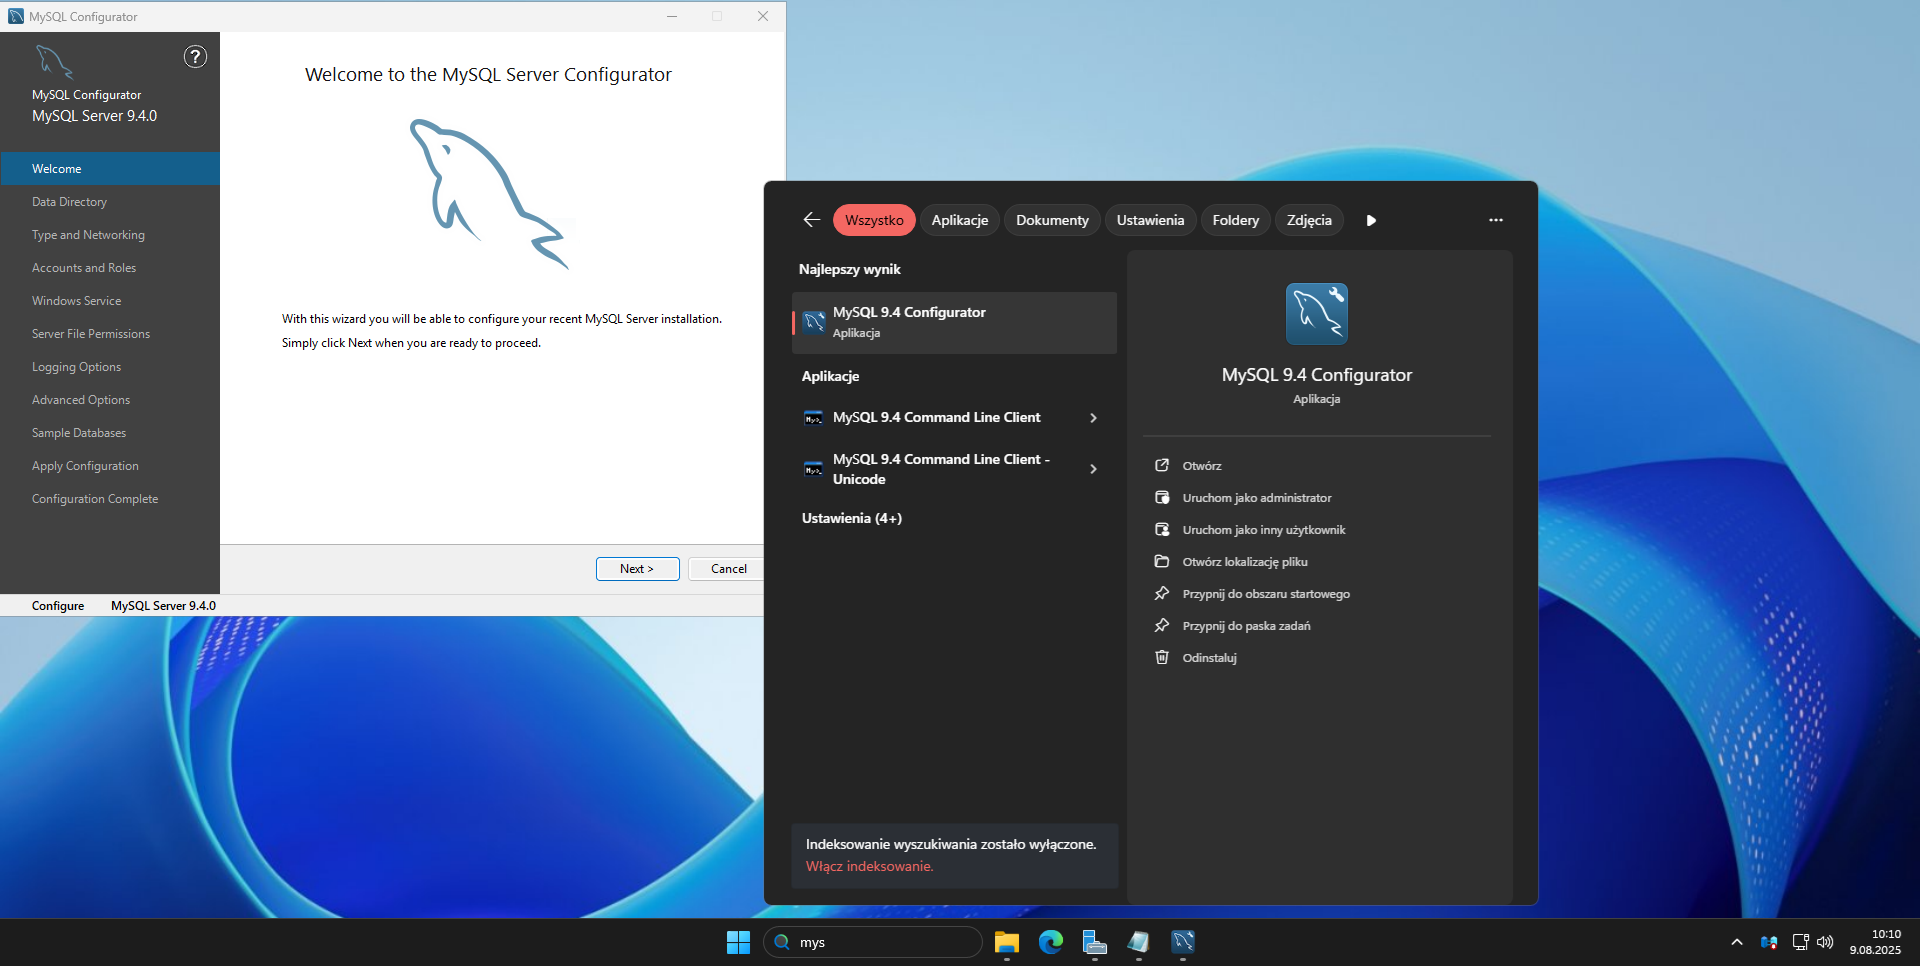 MySQL Configurator
?
MySQL Configurator
MySQL Server 9.4.0
Welcome
Data Directory
Type and Networking
Accounts and Roles
Windows Service
Server File Permissions
Logging Options
Advanced Options
Sample Databases
Apply Configuration
Configuration Complete
Welcome to the MySQL Server Configurator
With this wizard you will be able to configure your recent MySQL Server installation.
Simply click Next when you are ready to proceed.
Next >
Cancel
Configure
MySQL Server 9.4.0
Wszystko
Aplikacje
Dokumenty
Ustawienia
Foldery
Zdjęcia
Najlepszy wynik
MySQL 9.4 Configurator
Aplikacja
Aplikacje
MySQL 9.4 Command Line Client
MySQL 9.4 Command Line Client -
Unicode
Ustawienia (4+)
Indeksowanie wyszukiwania zostało wyłączone.
Włącz indeksowanie.
MySQL 9.4 Configurator
Aplikacja
Otwórz
Uruchom jako administrator
Uruchom jako inny użytkownik
Otwórz lokalizację pliku
Przypnij do obszaru startowego
Przypnij do paska zadań
Odinstaluj
mys
10:10
9.08.2025